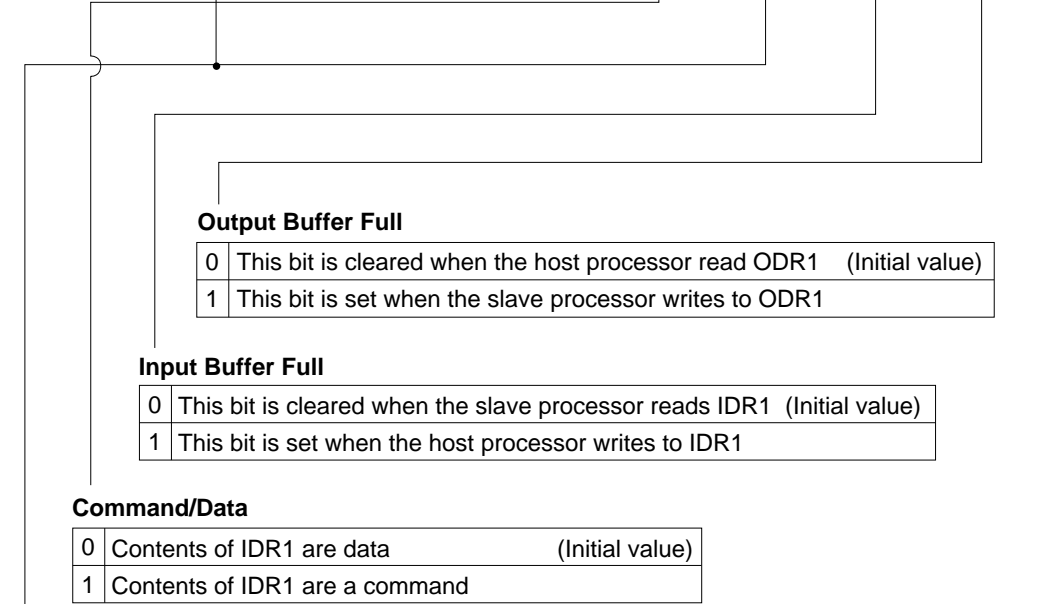 Output Buffer Full
0 This bit is cleared when the host processor read ODR1 (Initial value)
1 This bit is set when the slave processor writes to ODR1
Input Buffer Full
0 This bit is cleared when the slave processor reads IDR1 (Initial value)
1 This bit is set when the host processor writes to IDR1
Command/Data
0 Contents of IDR1 are data (Initial value)
1 Contents of IDR1 are a command